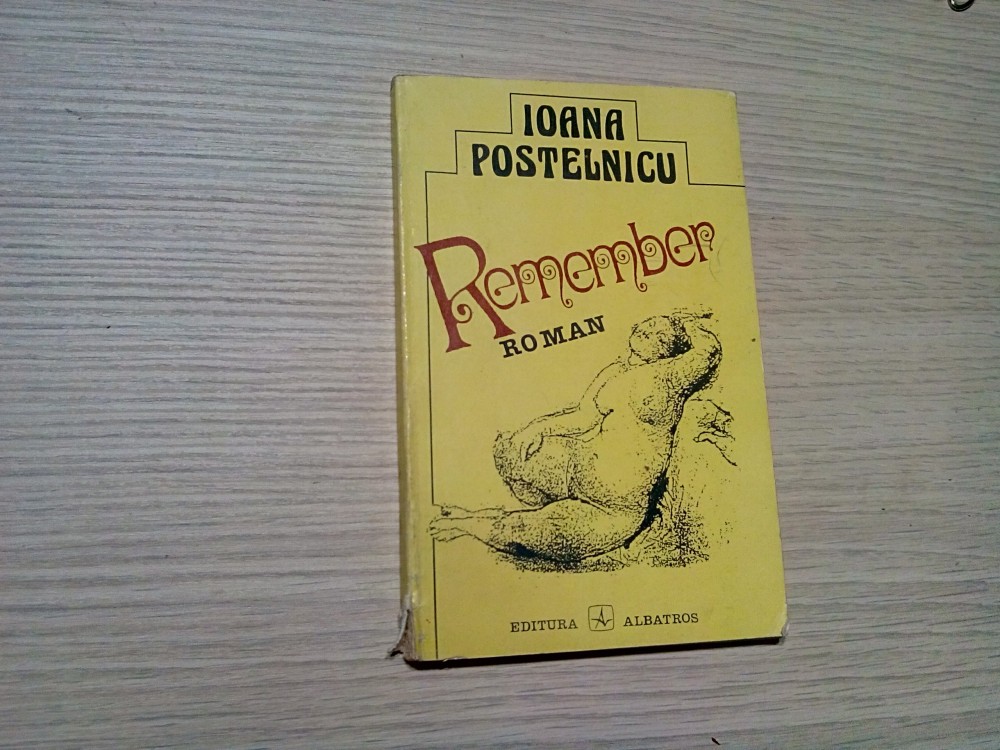 IOANA
POSTELNICU
Remember
ROMAN
EDITURA ALBATROS